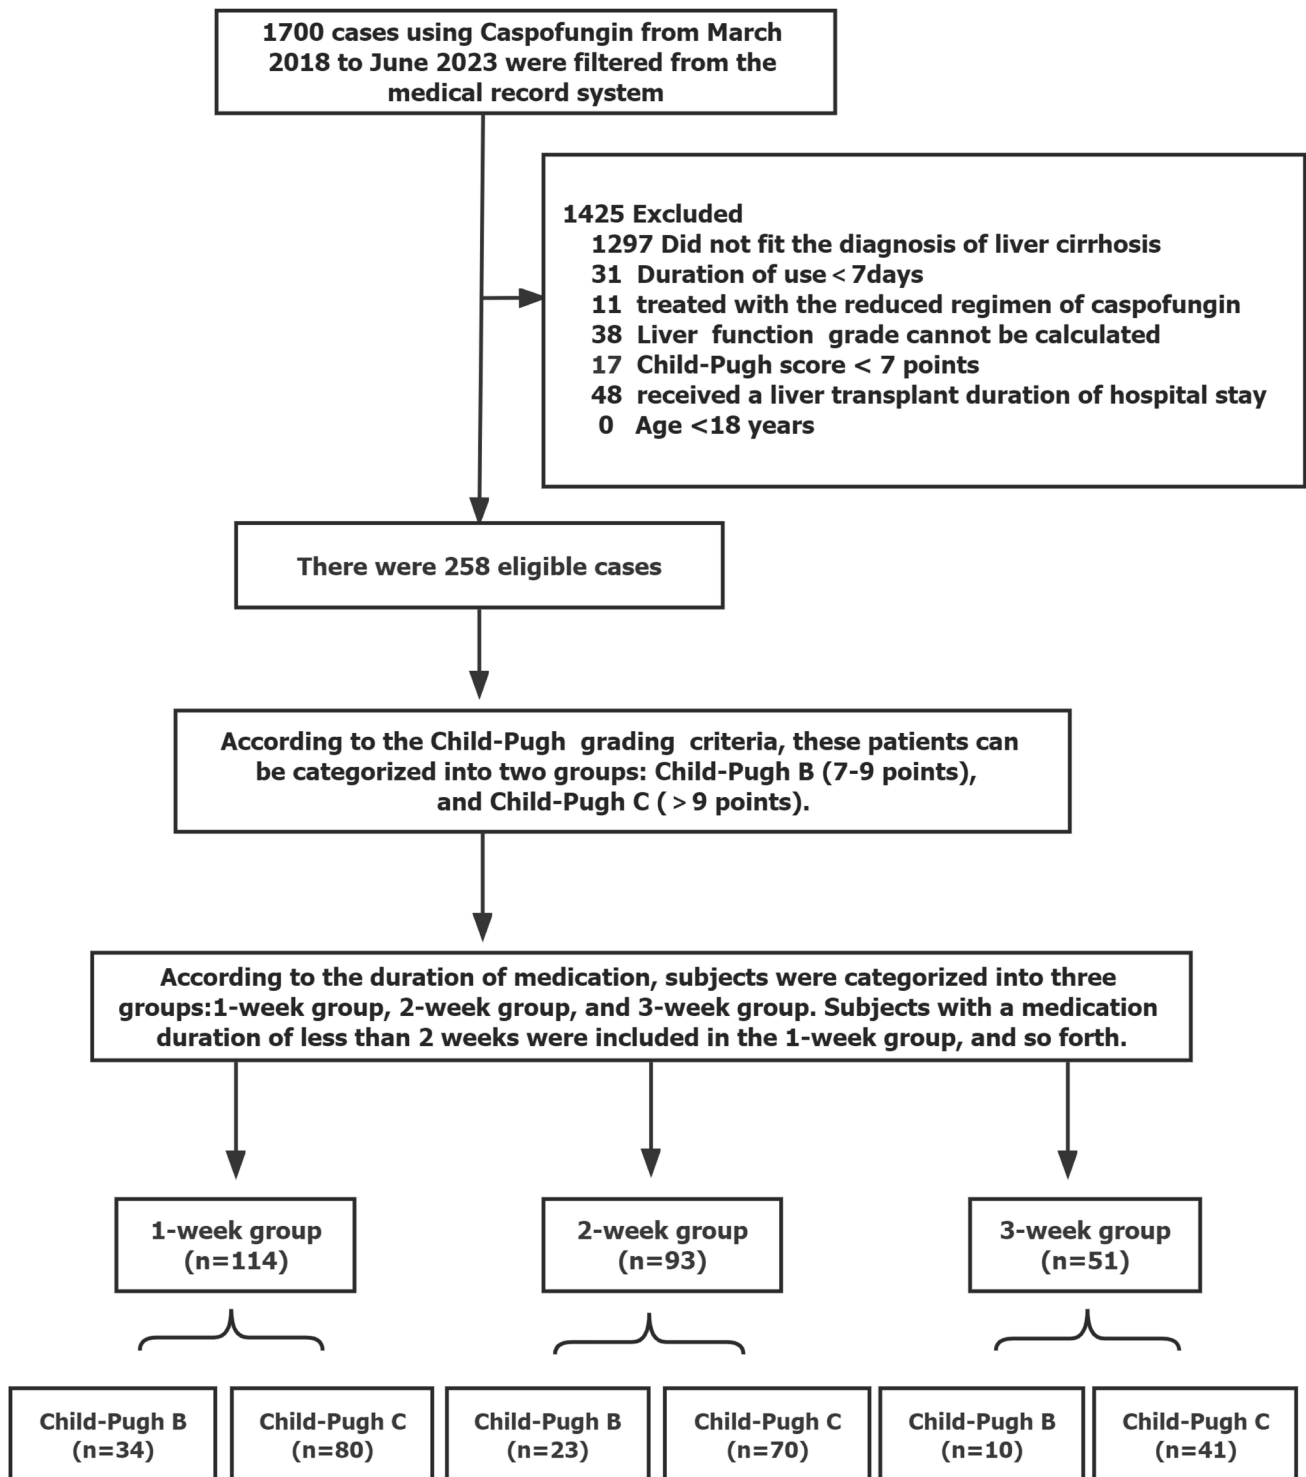 1700 cases using Caspofungin from March
2018 to June 2023 were filtered from the
medical record system
1425 Excluded
1297 Did not fit the diagnosis of liver cirrhosis
31 Duration of use < 7days
11 treated with the reduced regimen of caspofungin
38 Liver function grade cannot be calculated
17 Child-Pugh score < 7 points
48 received a liver transplant duration of hospital stay
0 Age <18 years
There were 258 eligible cases
According to the Child-Pugh grading criteria, these patients can
be categorized into two groups: Child-Pugh B (7-9 points),
and Child-Pugh C ( > 9 points).
According to the duration of medication, subjects were categorized into three
groups:1-week group, 2-week group, and 3-week group. Subjects with a medication
duration of less than 2 weeks were included in the 1-week group, and so forth.
1-week group
(n=114)
2-week group
(n=93)
3-week group
(n=51)
Child-Pugh B
(n=34)
Child-Pugh C
(n=80)
Child-Pugh B
(n=23)
Child-Pugh C
(n=70)
Child-Pugh B
(n=10)
Child-Pugh C
(n=41)